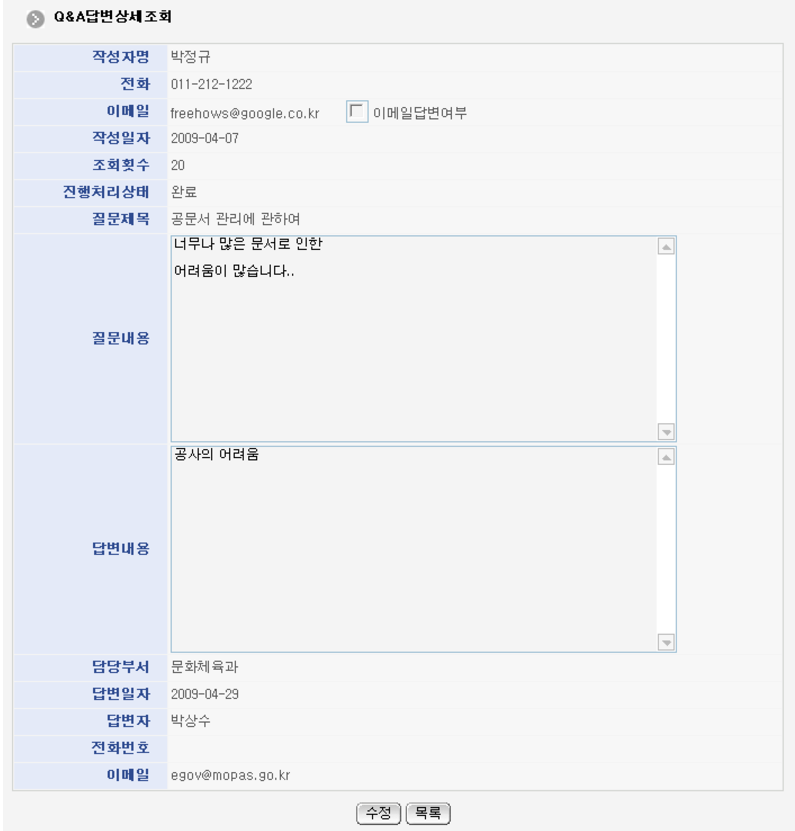 Q&A답변상세조회
작성자명 박정규
전화 011-212-1222
이메일 freehows@google.co.kr 이메일답변여부
작성일자 2009-04-07
조회횟수 20
진행처리상태 완료
질문제목 공문서 관리에 관하여
질문내용 너무나 많은 문서로 인한
어려움이 많습니다..
답변내용 공사의 어려움
담당부서 문화체육과
답변일자 2009-04-29
답변자 박상수
전화번호
이메일 egov@mopas.go.kr
수정 목록